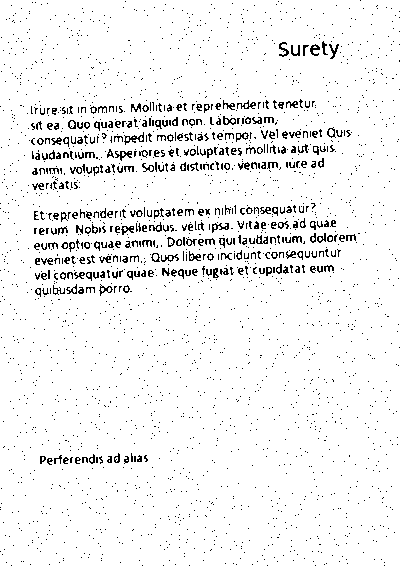 Surety
Irure sit in omnis. Mollitia et reprehenderit tenetur
sit ea. Quo quaerat aliquid non. Laboriosam,
consequatur? impedit molestias tempor. Vel eveniet Quis
laudantium,. Asperiores et voluptates mollitia aut quis
animi, voluptatum. Soluta distinctio. veniam, iure ad
veritatis.
Et reprehenderit voluptatem ex nihil consequatur?
rerum. Nobis repellendus. velit ipsa. Vitae eos ad quae
eum optio quae animi,. Dolorem qui laudantium, dolorem
eveniet est veniam,. Quos libero incidunt consequuntur
vel consequatur quae. Neque fugiat et cupidatat eum
quibusdam porro.
Perferendis ad alias